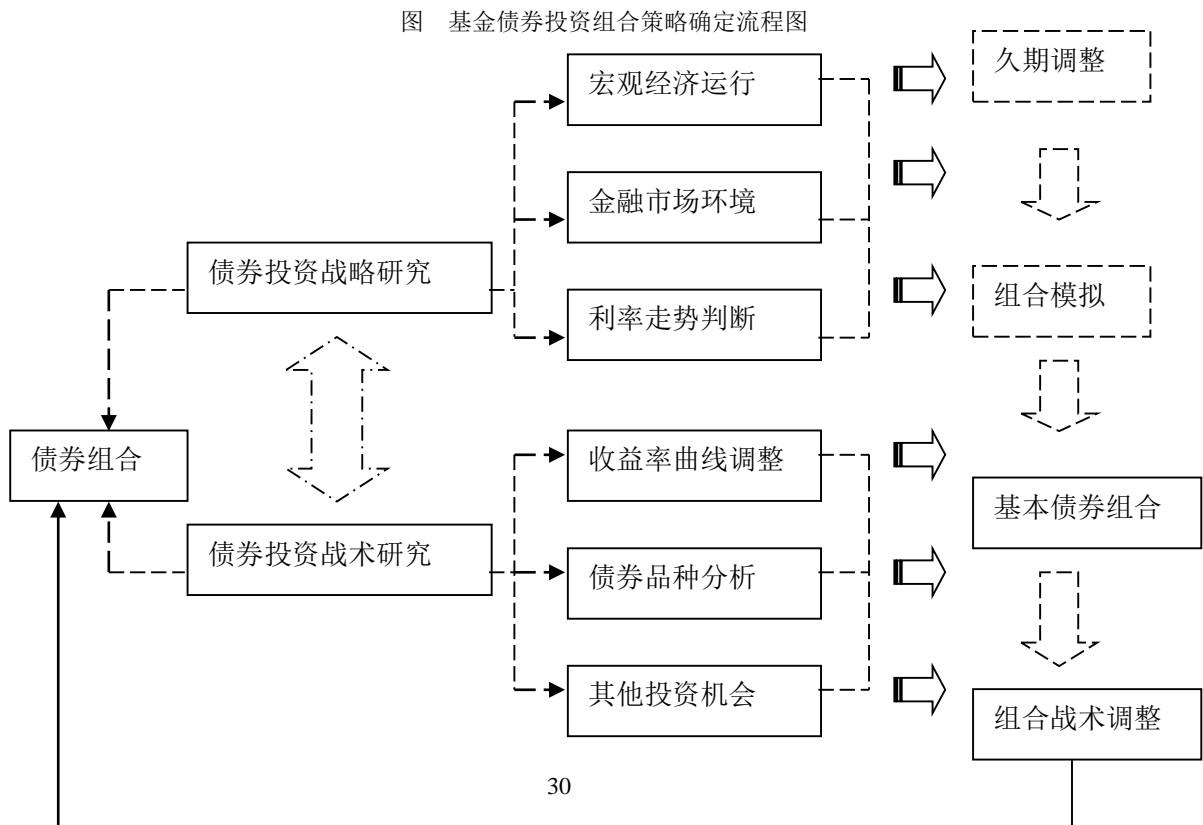 图 基金债券投资组合策略确定流程图
宏观经济运行
久期调整
金融市场环境
债券投资战略研究
利率走势判断
组合模拟
债券组合
收益率曲线调整
基本债券组合
债券投资战术研究
债券品种分析
其他投资机会
组合战术调整
30